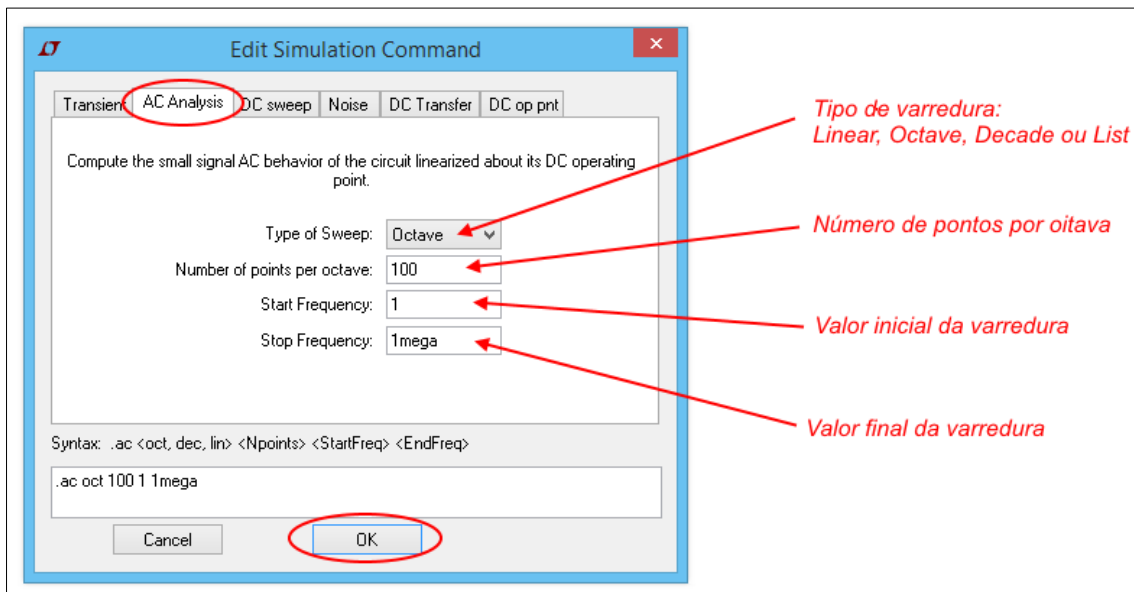 Edit Simulation Command
Transient AC Analysis DC sweep Noise DC Transfer DC op pnt
Compute the small signal AC behavior of the circuit linearized about its DC operating
point.
Type of Sweep: Octave
Number of points per octave: 100
Start Frequency: 1
Stop Frequency: 1mega
Syntax: .ac <oct, dec, lin> <Npoints> <StartFreq> <EndFreq>
.ac oct 100 1 1mega
Cancel OK
Tipo de varredura:
Linear, Octave, Decade ou List
Número de pontos por oitava
Valor inicial da varredura
Valor final da varredura